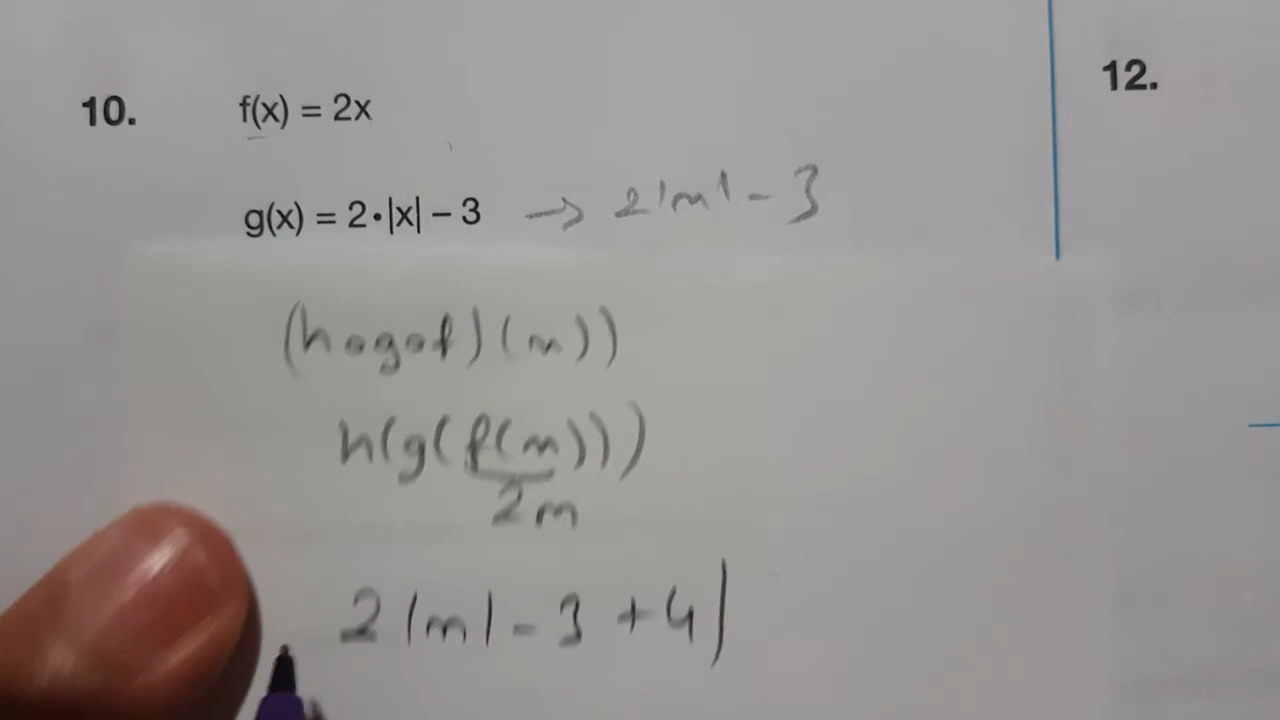 10. f(x) = 2x
g(x) = 2·|x| – 3 → 2|m| - 3
(hogof)(m))
h(g(f(m)))
2m
2|m| - 3 + 4|
12.